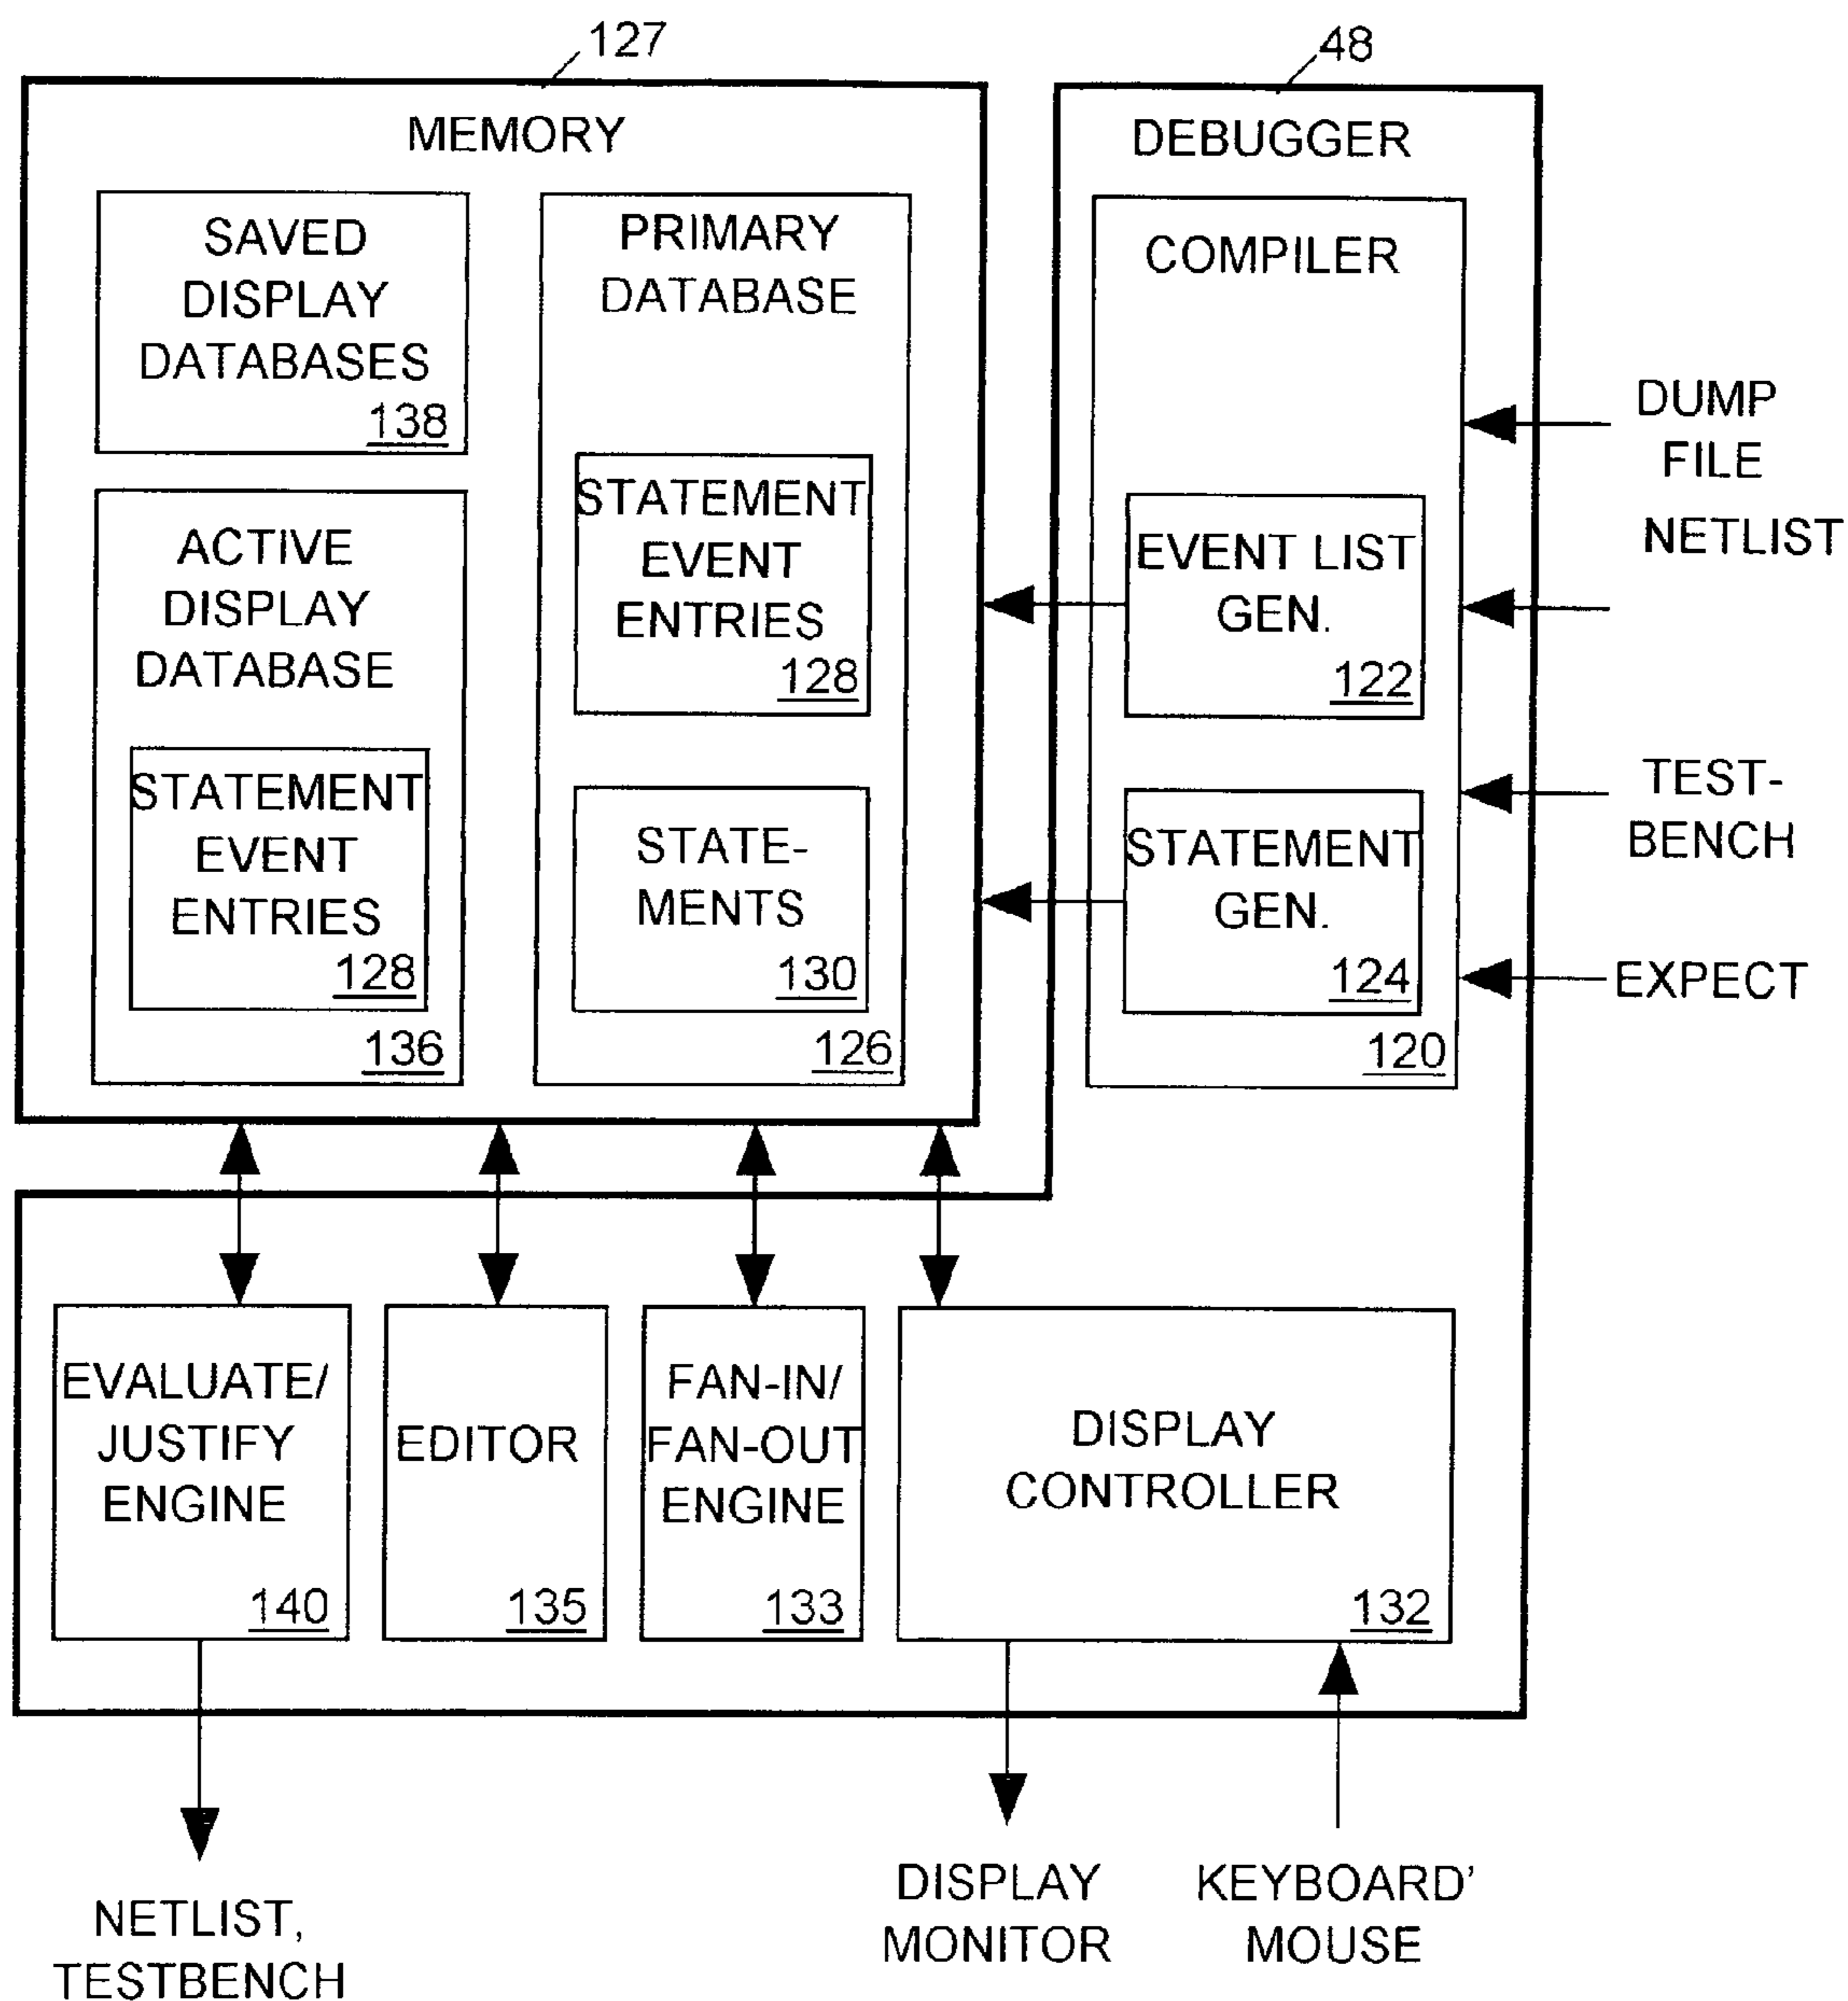 127
48
MEMORY
DEBUGGER
SAVED
DISPLAY
DATABASES
138
PRIMARY
DATABASE
STATEMENT
EVENT
ENTRIES
128
STATE-
MENTS
130
126
ACTIVE
DISPLAY
DATABASE
STATEMENT
EVENT
ENTRIES
128
136
COMPILER
EVENT LIST
GEN.
122
STATEMENT
GEN.
124
120
DUMP
FILE
NETLIST
TEST-
BENCH
EXPECT
EVALUATE/
JUSTIFY
ENGINE
140
EDITOR
135
FAN-IN/
FAN-OUT
ENGINE
133
DISPLAY
CONTROLLER
132
NETLIST,
TESTBENCH
DISPLAY
MONITOR
KEYBOARD'
MOUSE